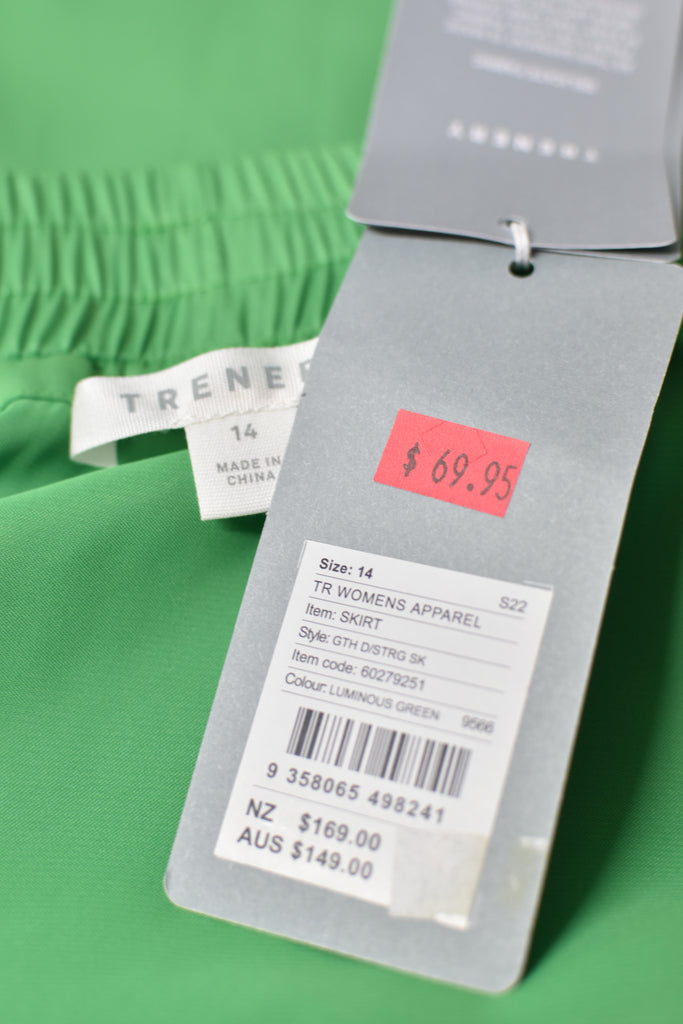 TRENERY
TRENE
14
MADE IN
CHINA
$ 69.95
Size: 14
TR WOMENS APPAREL S22
Item: SKIRT
Style: GTH D/STRG SK
Item code: 60279251
Colour: LUMINOUS GREEN 9566
9 358065 498241
NZ $169.00
AUS $149.00